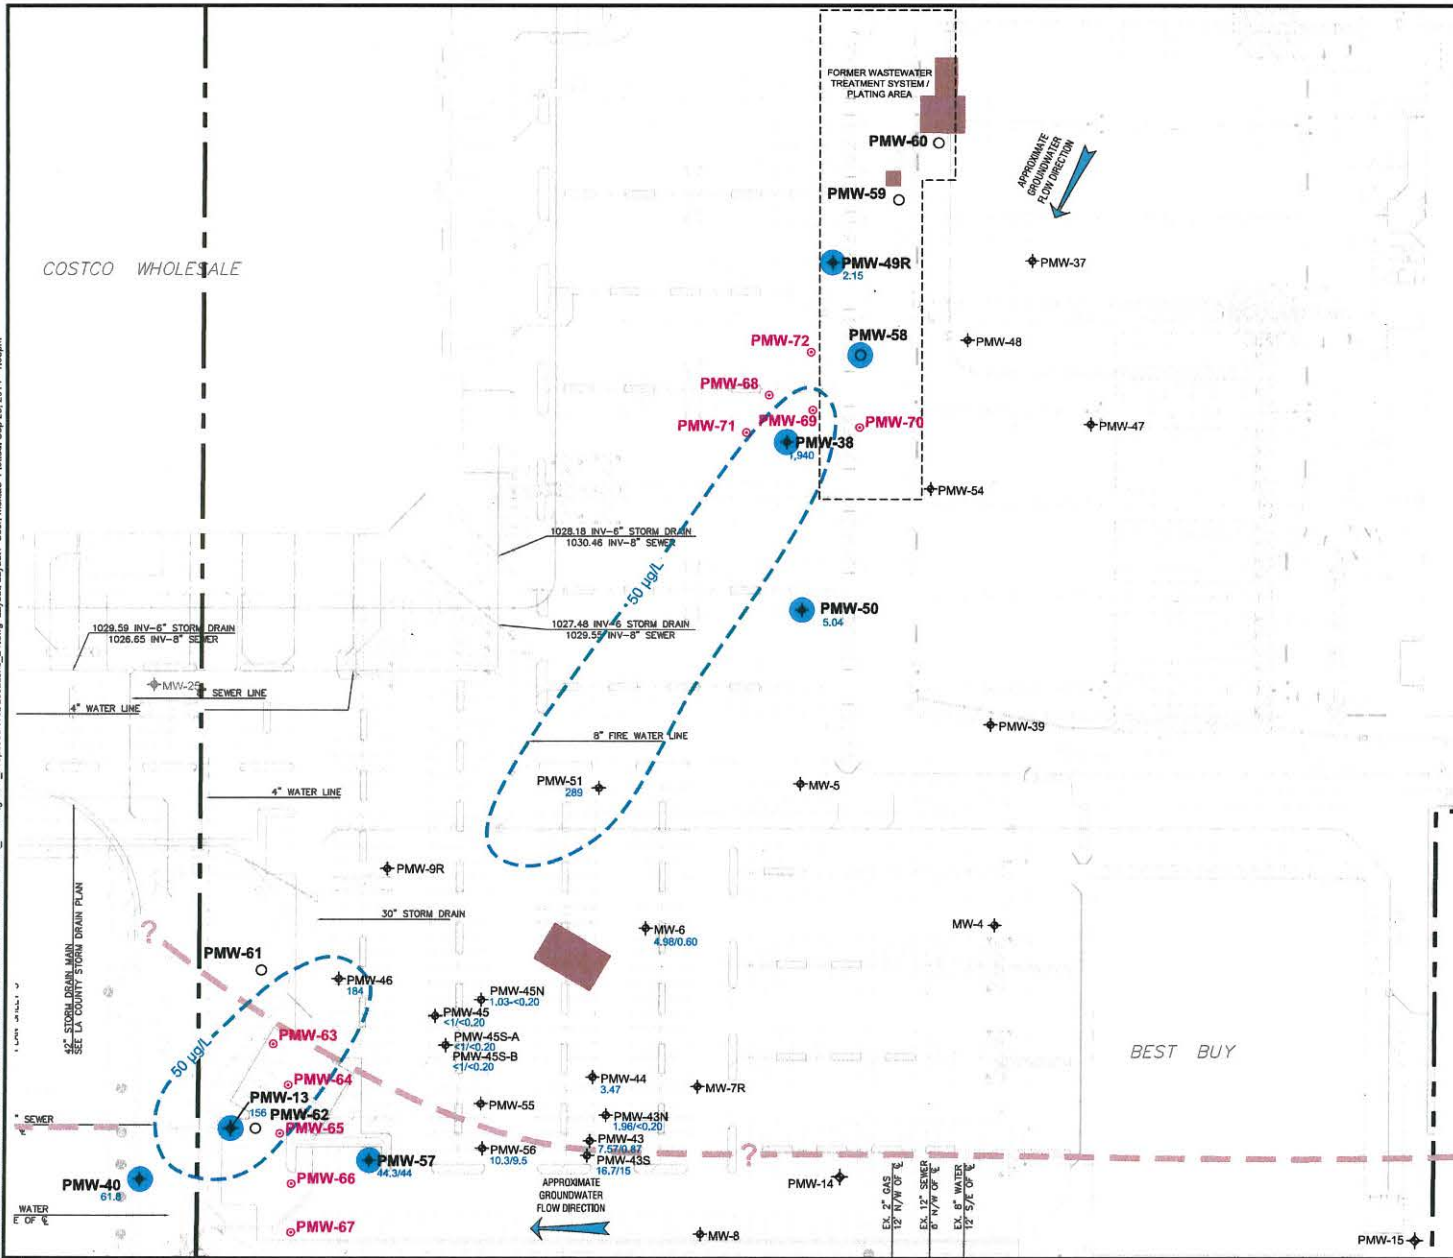 FORMER WASTEWATER
TREATMENT SYSTEM /
PLATING AREA
PMW-60
APPROXIMATE
GROUNDWATER
FLOW DIRECTION
PMW-59
COSTCO WHOLESALE
PMW-49R
2.15
PMW-37
PMW-72
PMW-58
PMW-48
PMW-68
PMW-69
PMW-70
PMW-71
PMW-38
1,940
PMW-47
PMW-54
1028.18 INV-6" STORM DRAIN
1030.46 INV-8" SEWER
50 µg/L
PMW-50
5.04
1029.59 INV-6" STORM DRAIN
1026.65 INV-8" SEWER
1027.48 INV-6 STORM DRAIN
1029.55 INV-8" SEWER
MW-25
SEWER LINE
4" WATER LINE
8" FIRE WATER LINE
PMW-39
PMW-51
289
MW-5
4" WATER LINE
PMW-9R
42" STORM DRAIN MAIN
SEE LA COUNTY STORM DRAIN PLAN
30" STORM DRAIN
?
MW-6
4.98/0.60
MW-4
PMW-61
PMW-46
184
PMW-45N
1.03-<0.20
PMW-45
<1/<0.20
PMW-63
PMW-45S-A
<1/<0.20
PMW-45S-B
<1/<0.20
BEST BUY
50 µg/L
PMW-64
PMW-44
3.47
MW-7R
PMW-13
156
PMW-62
PMW-55
PMW-43N
1.96/<0.20
" SEWER
PMW-65
PMW-43
7.57/0.87
PMW-56
10.3/9.5
PMW-43S
16.7/15
?
PMW-57
44.3/44
PMW-40
61.8
PMW-66
PMW-14
EX. 2" GAS
12' N/W OF ℄
EX. 12" SEWER
6' N/W OF ℄
EX. 8" WATER
12' S/E OF ℄
APPROXIMATE
GROUNDWATER
FLOW DIRECTION
WATER
E OF ℄
PMW-67
MW-8
PMW-15